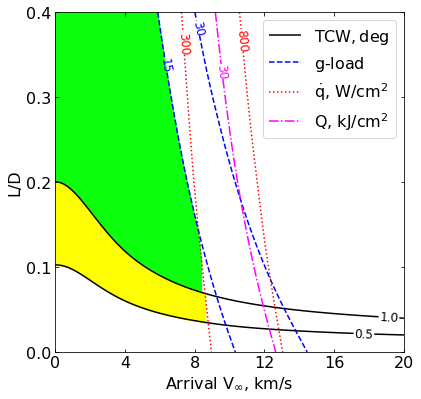 0.4
0.3
0.2
0.1
0.0
L/D
0 4 8 12 16 20
Arrival V∞, km/s
TCW, deg
g-load
q̇, W/cm²
Q, kJ/cm²
15
300
30
30
800
1.0
0.5